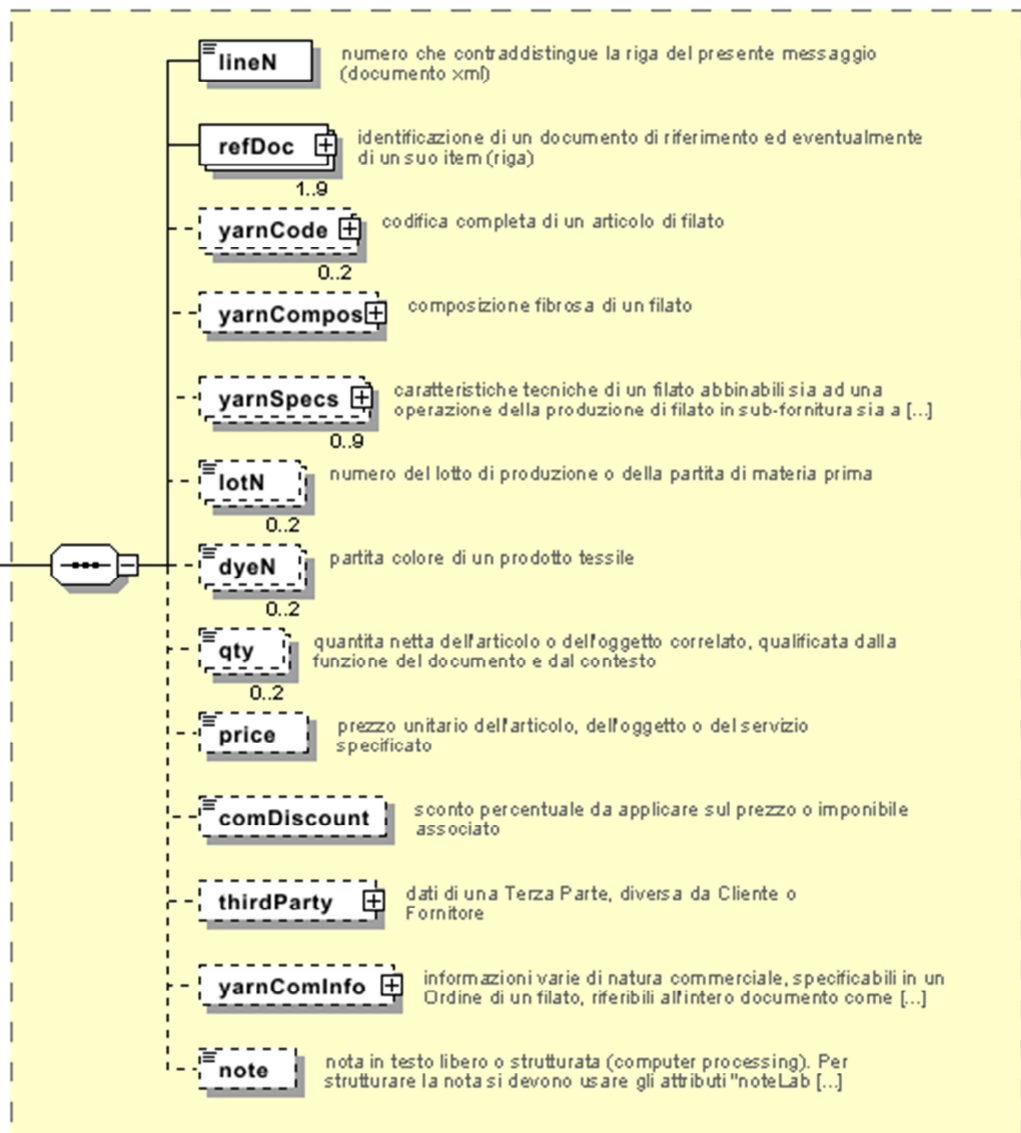 lineN
numero che contraddistingue la riga del presente messaggio
(documento xml)
refDoc
identificazione di un documento di riferimento ed eventualmente
di un suo item (riga)
1..9
yarnCode
codifica completa di un articolo di filato
0..2
yarnCompos
composizione fibrosa di un filato
yarnSpecs
caratteristiche tecniche di un filato abbinabili sia ad una
operazione della produzione di filato in sub-fornitura sia a [...]
0..9
lotN
numero del lotto di produzione o della partita di materia prima
0..2
dyeN
partita colore di un prodotto tessile
0..2
qty
quantita netta dell'articolo o dell'oggetto correlato, qualificata dalla
funzione del documento e dal contesto
0..2
price
prezzo unitario dell'articolo, dell'oggetto o del servizio
specificato
comDiscount
sconto percentuale da applicare sul prezzo o imponibile
associato
thirdParty
dati di una Terza Parte, diversa da Cliente o
Fornitore
yarnComInfo
informazioni varie di natura commerciale, specificabili in un
Ordine di un filato, riferibili all'intero documento come [...]
note
nota in testo libero o strutturata (computer processing). Per
strutturare la nota si devono usare gli attributi "noteLab [...]